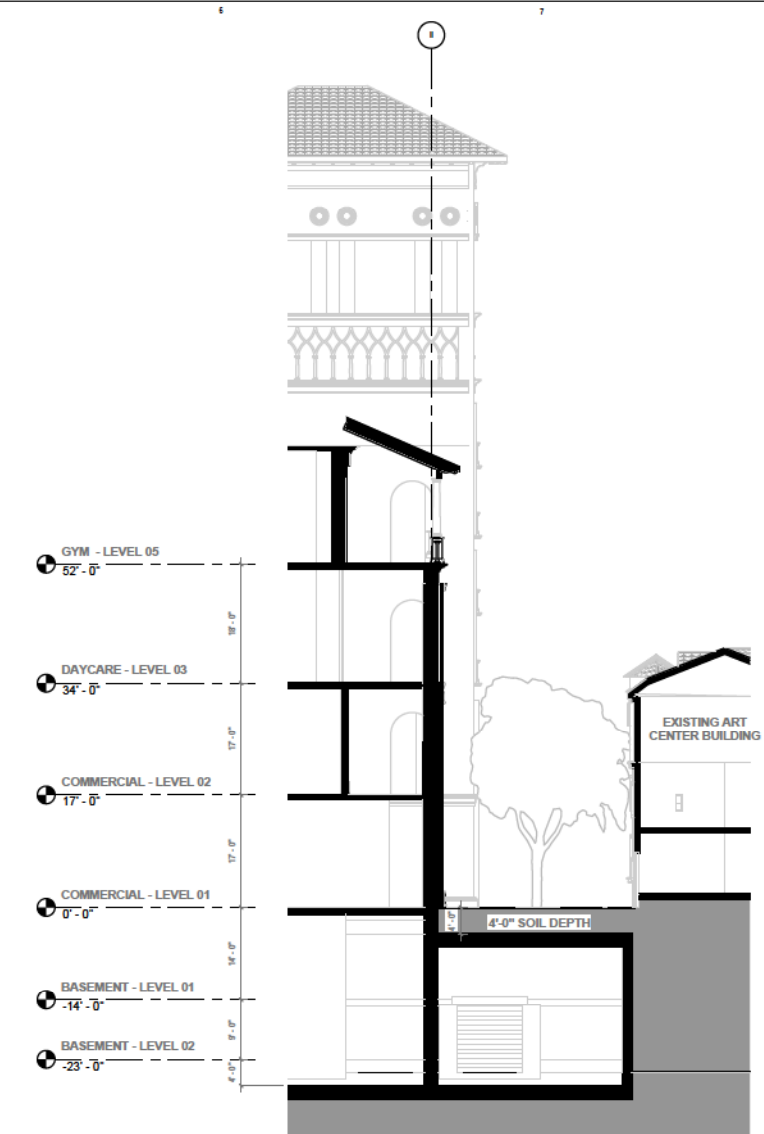 6
7
GYM - LEVEL 05
52' - 0"
18' - 0"
DAYCARE - LEVEL 03
34' - 0"
17' - 0"
EXISTING ART
CENTER BUILDING
COMMERCIAL - LEVEL 02
17' - 0"
17' - 0"
COMMERCIAL - LEVEL 01
0' - 0"
4'-0"
4'-0" SOIL DEPTH
14' - 0"
BASEMENT - LEVEL 01
-14' - 0"
9' - 0"
BASEMENT - LEVEL 02
-23' - 0"
4' - 0"